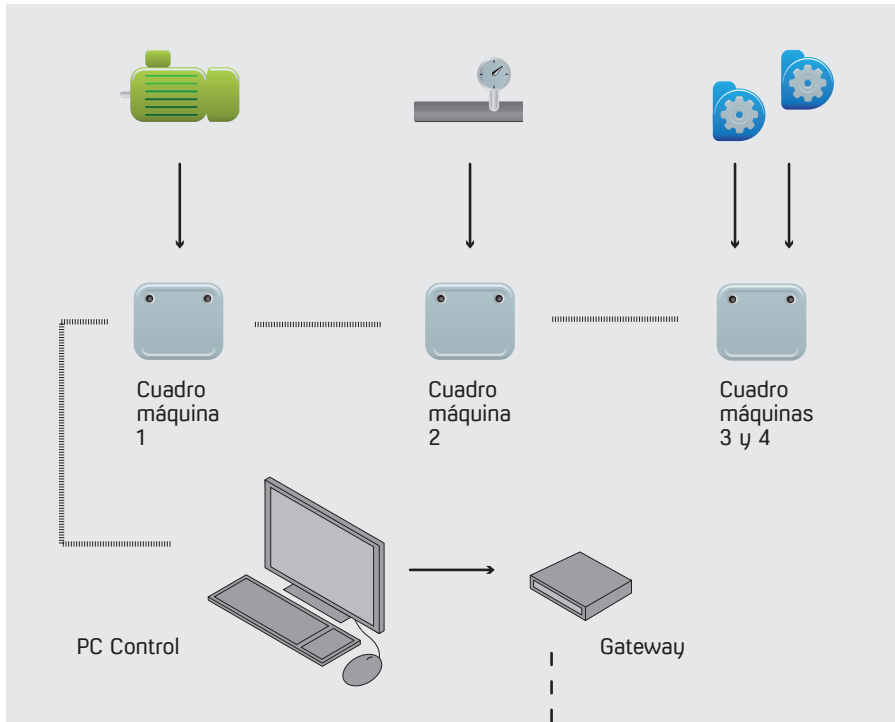 Cuadro
máquina
1
Cuadro
máquina
2
Cuadro
máquinas
3 y 4
PC Control
Gateway